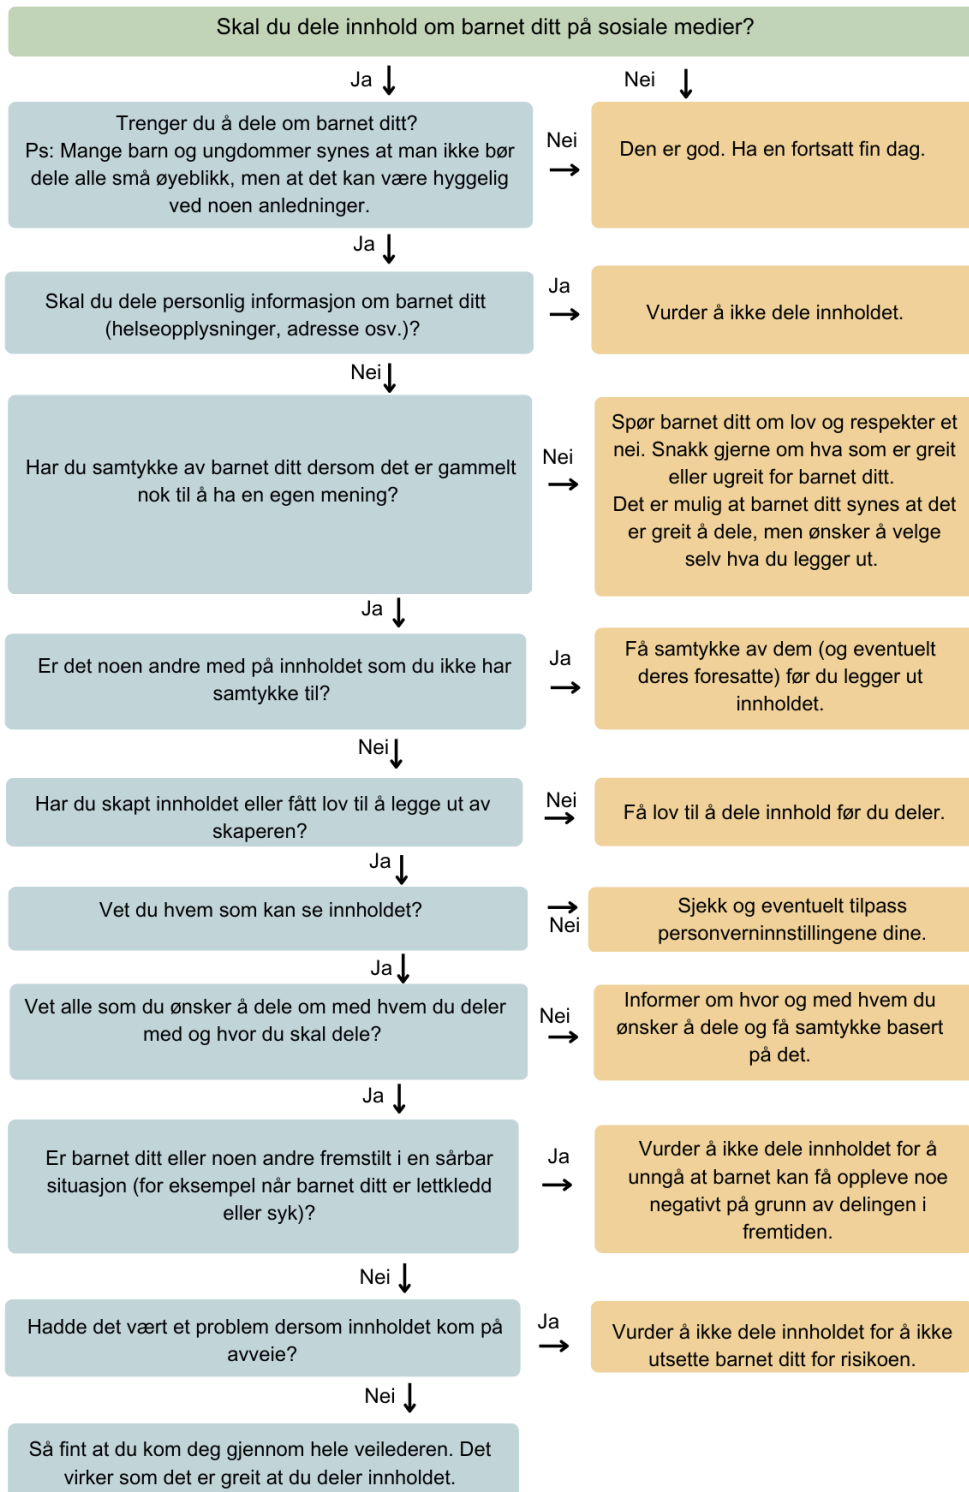 Skal du dele innhold om barnet ditt på sosiale medier?
Ja
Nei
Trenger du å dele om barnet ditt?
Ps: Mange barn og ungdommer synes at man ikke bør
dele alle små øyeblikk, men at det kan være hyggelig
ved noen anledninger.
Nei
Den er god. Ha en fortsatt fin dag.
Ja
Skal du dele personlig informasjon om barnet ditt
(helseopplysninger, adresse osv.)?
Ja
Vurder å ikke dele innholdet.
Nei
Har du samtykke av barnet ditt dersom det er gammelt
nok til å ha en egen mening?
Nei
Spør barnet ditt om lov og respekter et
nei. Snakk gjerne om hva som er greit
eller ugreit for barnet ditt.
Det er mulig at barnet ditt synes at det
er greit å dele, men ønsker å velge
selv hva du legger ut.
Ja
Er det noen andre med på innholdet som du ikke har
samtykke til?
Ja
Få samtykke av dem (og eventuelt
deres foresatte) før du legger ut
innholdet.
Nei
Har du skapt innholdet eller fått lov til å legge ut av
skaperen?
Nei
Få lov til å dele innhold før du deler.
Ja
Vet du hvem som kan se innholdet?
Nei
Sjekk og eventuelt tilpass
personverninnstillingene dine.
Ja
Vet alle som du ønsker å dele om med hvem du deler
med og hvor du skal dele?
Nei
Informer om hvor og med hvem du
ønsker å dele og få samtykke basert
på det.
Ja
Er barnet ditt eller noen andre fremstilt i en sårbar
situasjon (for eksempel når barnet ditt er lettkledd
eller syk)?
Ja
Vurder å ikke dele innholdet for å
unngå at barnet kan få oppleve noe
negativt på grunn av delingen i
fremtiden.
Nei
Hadde det vært et problem dersom innholdet kom på
avveie?
Ja
Vurder å ikke dele innholdet for å ikke
utsette barnet ditt for risikoen.
Nei
Så fint at du kom deg gjennom hele veilederen. Det
virker som det er greit at du deler innholdet.